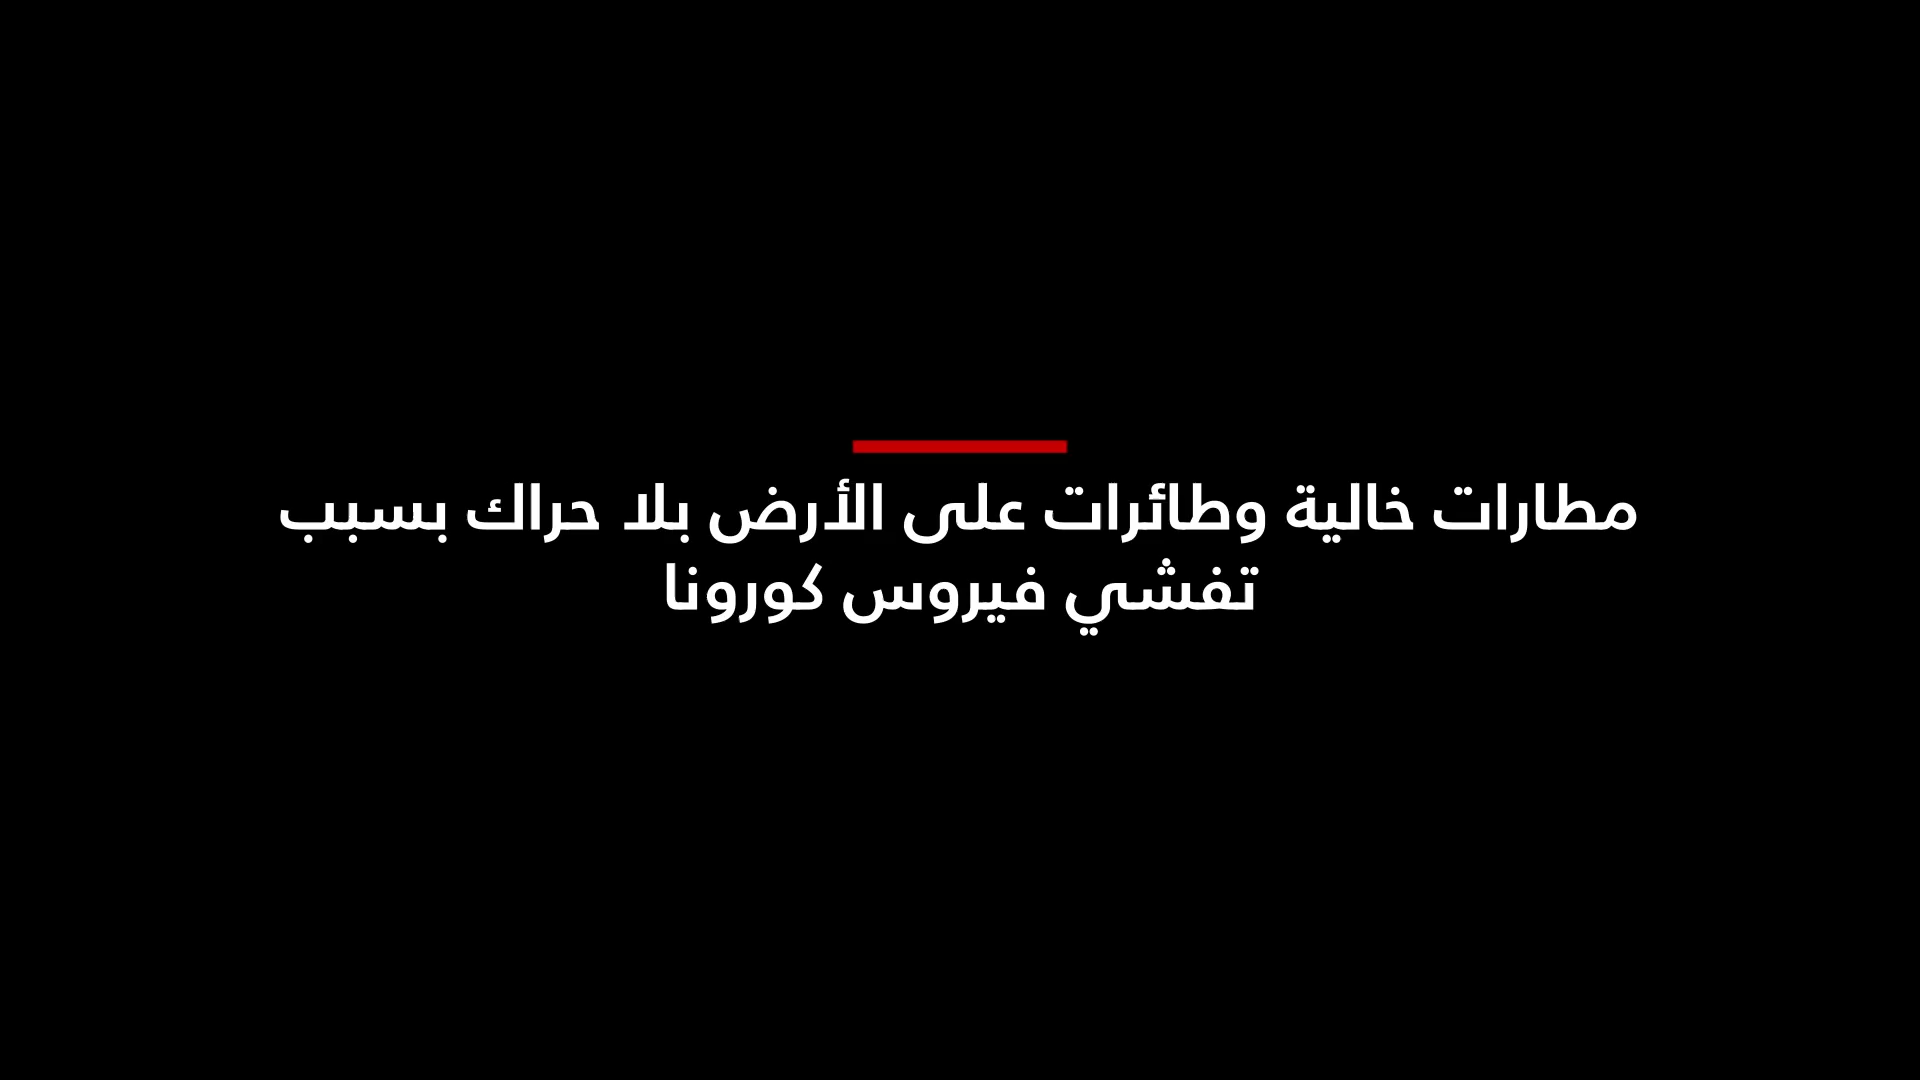 مطارات خالية وطائرات على الأرض بلا حراك بسبب
تفشي فيروس كورونا